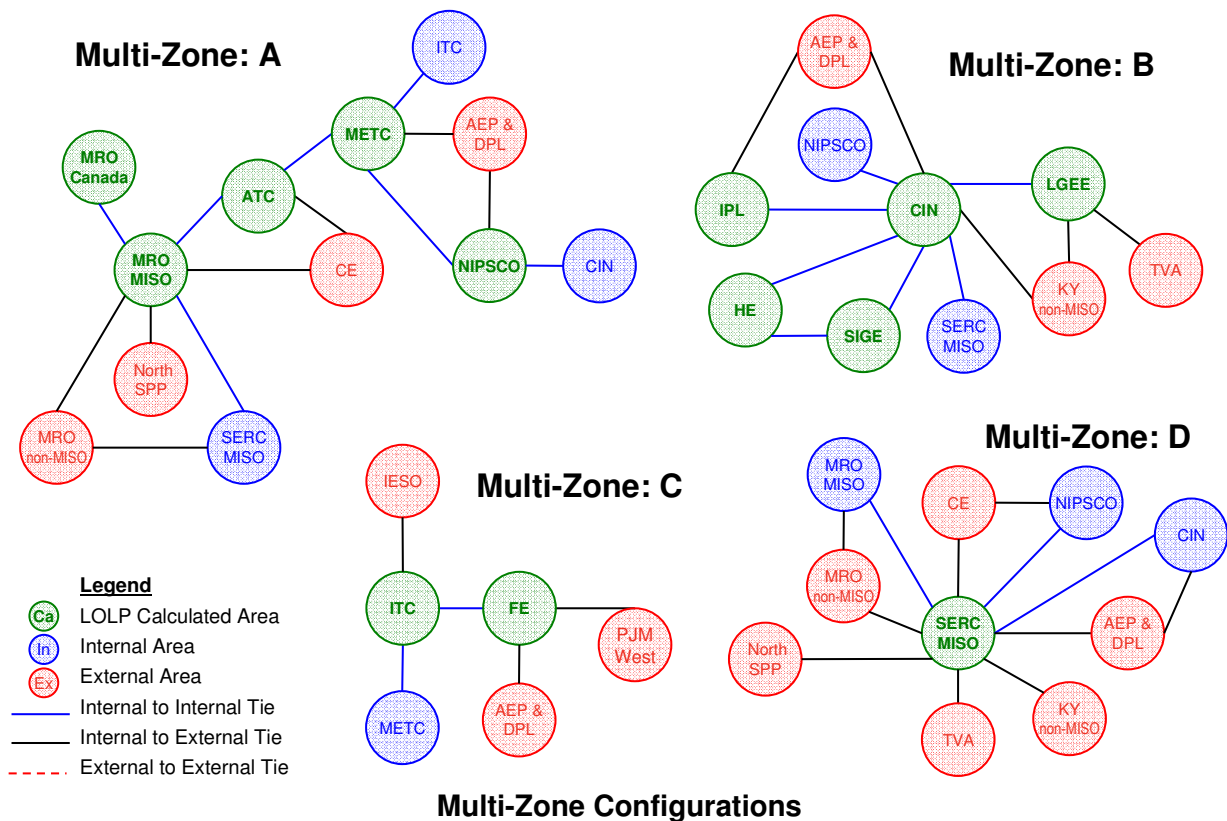 Multi-Zone: A
ITC
METC
AEP &
DPL
MRO
Canada
ATC
MRO
MISO
CE
NIPSCO
CIN
North
SPP
MRO
non-MISO
SERC
MISO
Multi-Zone: B
AEP &
DPL
NIPSCO
IPL
CIN
LGEE
HE
SIGE
SERC
MISO
KY
non-MISO
TVA
Multi-Zone: C
IESO
ITC
FE
PJM
West
METC
AEP &
DPL
Multi-Zone: D
MRO
MISO
CE
NIPSCO
CIN
MRO
non-MISO
SERC
MISO
AEP &
DPL
North
SPP
TVA
KY
non-MISO
Legend
Ca LOLP Calculated Area
In Internal Area
Ex External Area
Internal to Internal Tie
Internal to External Tie
External to External Tie
Multi-Zone Configurations